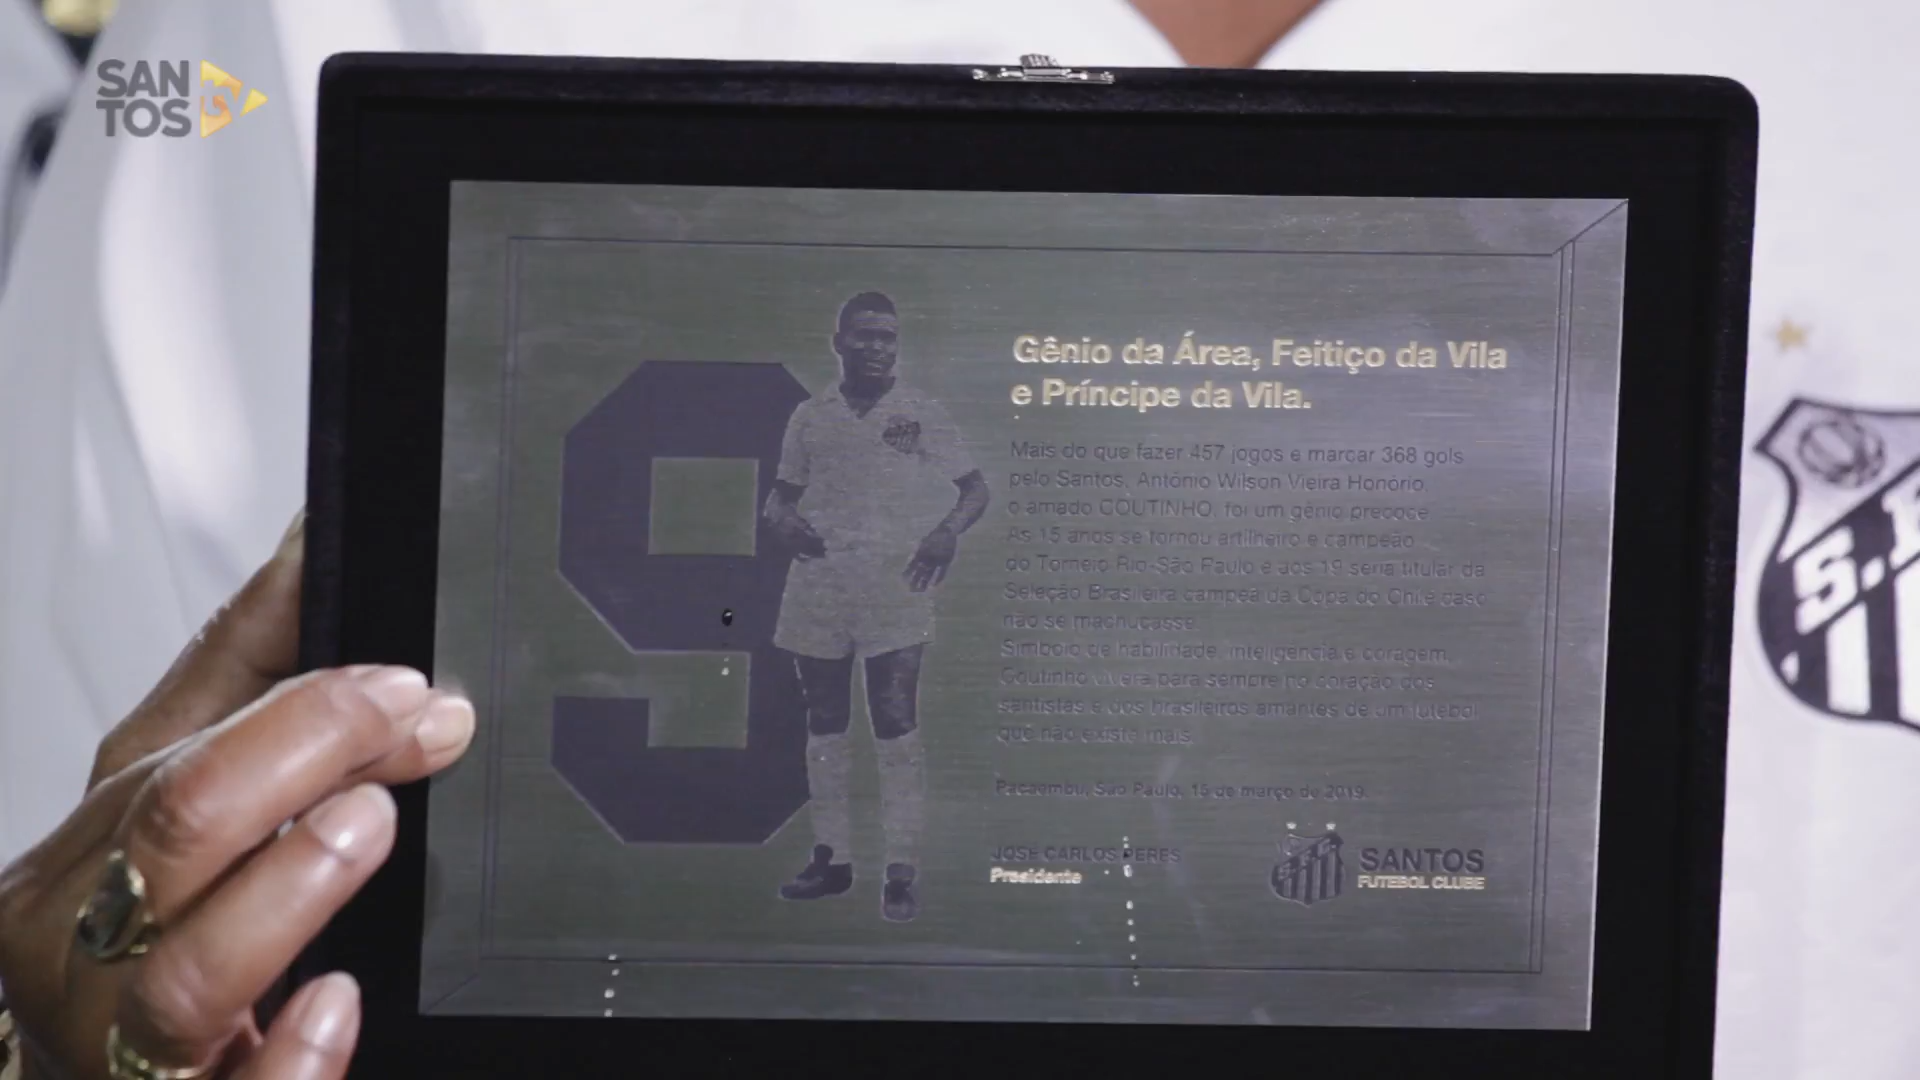 SAN
TOS
9
Gênio da Área, Feitiço da Vila
e Príncipe da Vila.
Mais do que fazer 457 jogos e marcar 368 gols
pelo Santos, Antônio Wilson Vieira Honório,
o amado COUTINHO, foi um gênio precoce.
As 15 anos se tornou artilheiro e campeão
do Torneio Rio-São Paulo e aos 19 seria titular da
Seleção Brasileira campeã da Copa do Chile caso
não se machucasse.
Símbolo de habilidade, inteligência e coragem,
Coutinho viverá para sempre no coração dos
santistas e dos brasileiros amantes de um futebol
que não existe mais.
Pacaembu, São Paulo, 15 de março de 2019.
JOSÉ CARLOS PERES
Presidente
SANTOS
FUTEBOL CLUBE
S.